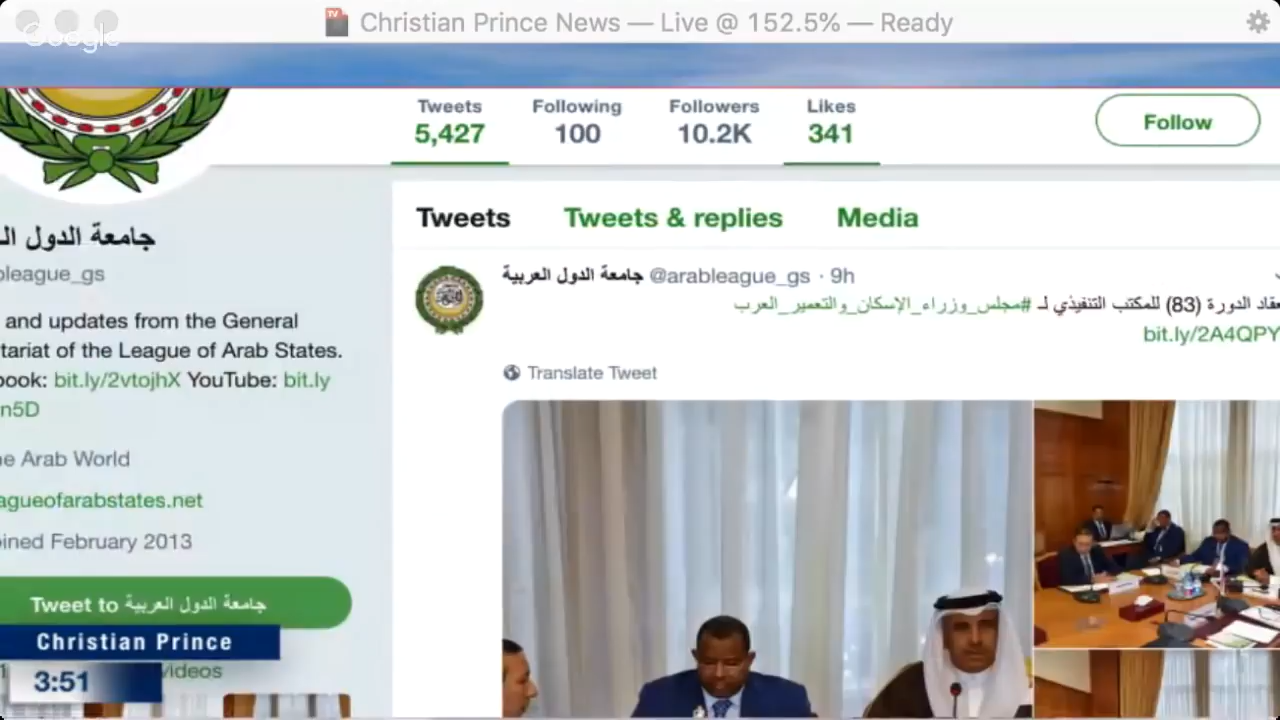 Christian Prince News — Live @ 152.5% — Ready
Google
Tweets
5,427
Following
100
Followers
10.2K
Likes
341
Follow
جامعة الدول
league_gs
and updates from the General
tariat of the League of Arab States.
book: bit.ly/2vtojhX YouTube: bit.ly
n5D
e Arab World
agueofarabstates.net
ined February 2013
Tweet to جامعة الدول العربية
Christian Prince
3:51
videos
Tweets
Tweets & replies
Media
جامعة الدول العربية @arableague_gs · 9h
الدورة (83) للمكتب التنفيذي لـ #مجلس_وزراء_الإسكان_والتعمير_العرب
bit.ly/2A4QPY
Translate Tweet